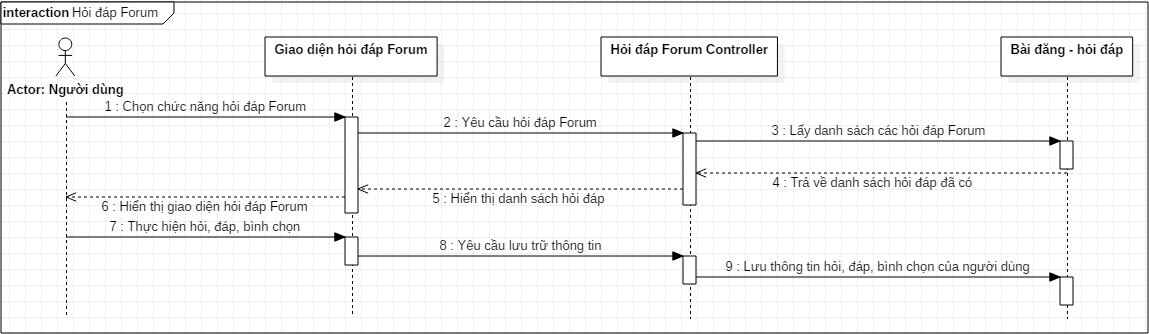 interaction Hỏi đáp Forum
Giao diện hỏi đáp Forum
Hỏi đáp Forum Controller
Bài đăng - hỏi đáp
Actor: Người dùng
1 : Chọn chức năng hỏi đáp Forum
2 : Yêu cầu hỏi đáp Forum
3 : Lấy danh sách các hỏi đáp Forum
4 : Trả về danh sách hỏi đáp đã có
5 : Hiển thị danh sách hỏi đáp
6 : Hiển thị giao diện hỏi đáp Forum
7 : Thực hiện hỏi, đáp, bình chọn
8 : Yêu cầu lưu trữ thông tin
9 : Lưu thông tin hỏi, đáp, bình chọn của người dùng